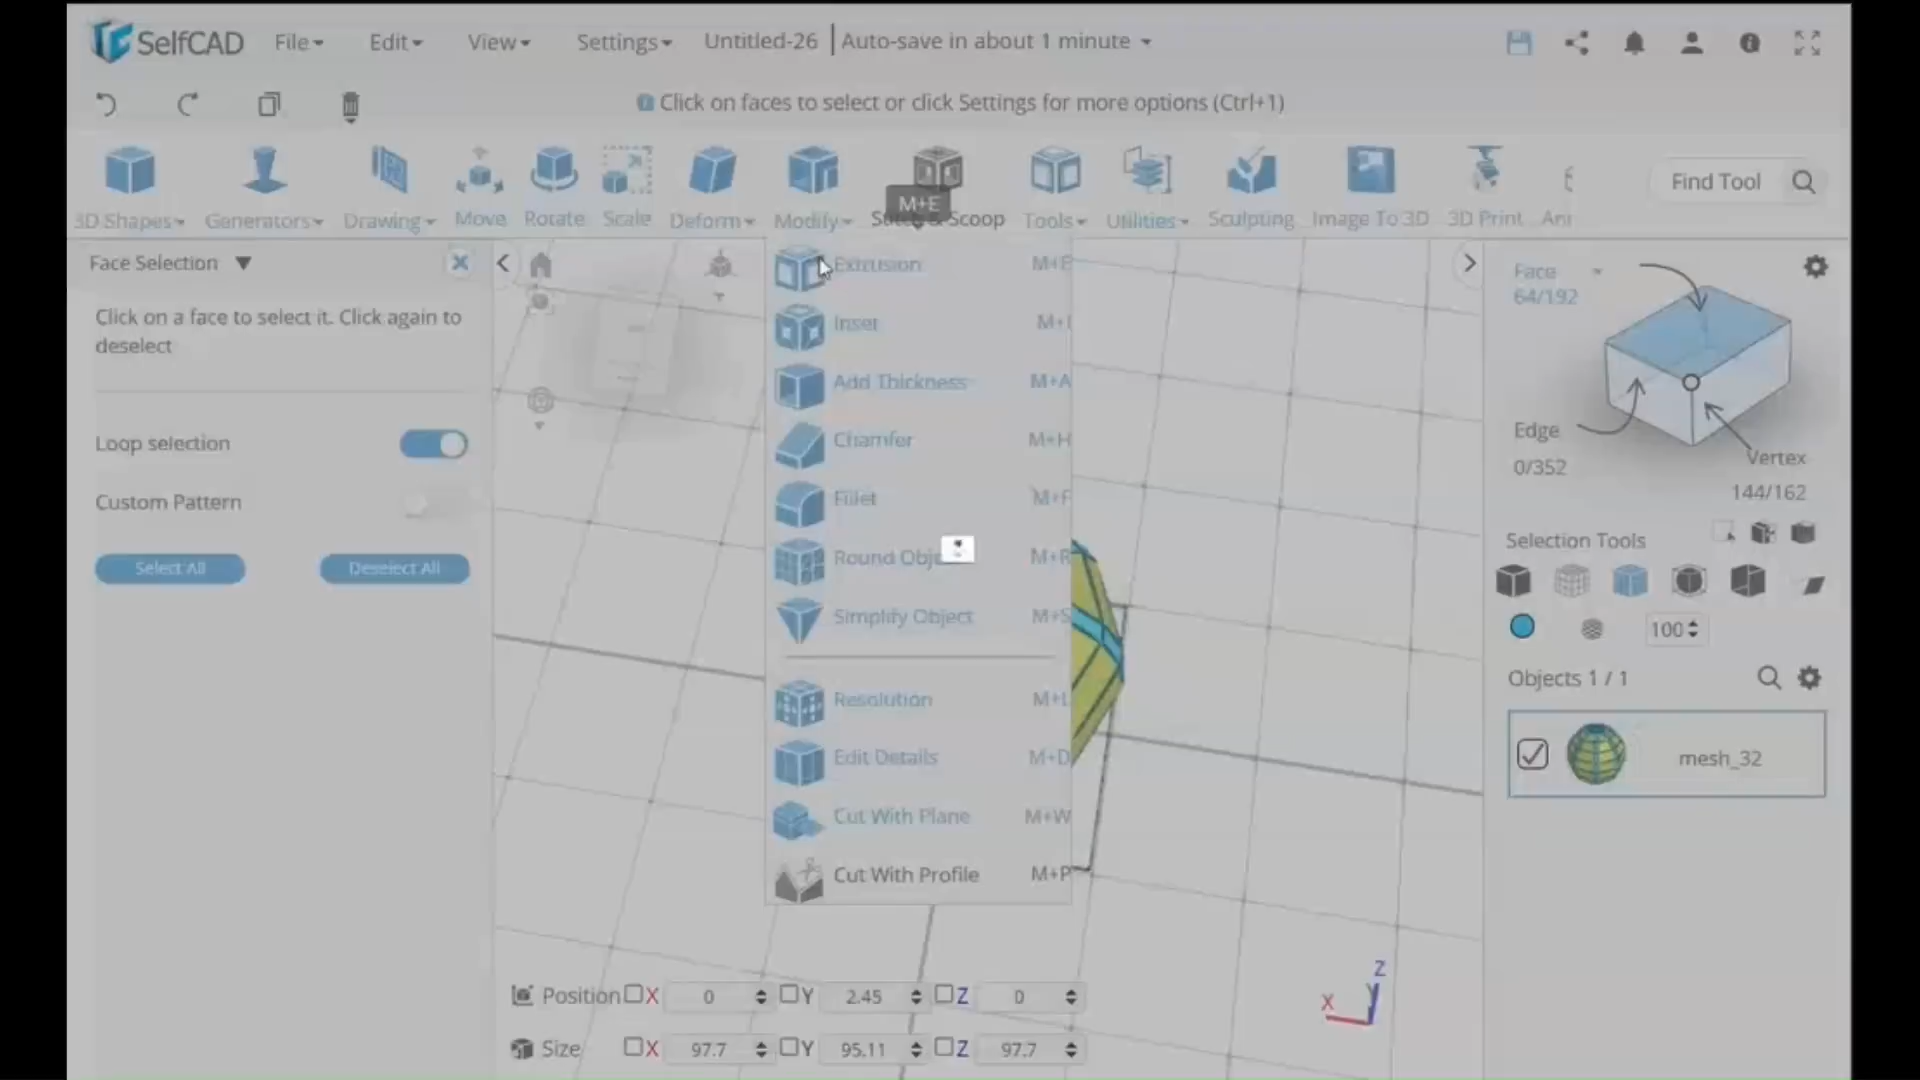 SelfCAD File Edit View Settings Untitled-26 Auto-save in about 1 minute
Click on faces to select or click Settings for more options (Ctrl+1)
3D Shapes Generators Drawing Move Rotate Scale Deform Modify Stitch & Scoop Tools Utilities Sculpting Image To 3D 3D Print Ani
Find Tool
M+E
Face Selection
Click on a face to select it. Click again to
deselect
Loop selection
Custom Pattern
Select All Deselect All
Extrusion M+E
Inset M+I
Add Thickness M+A
Chamfer M+H
Fillet M+F
Round Obje M+R
Simplify Object M+S
Resolution M+L
Edit Details M+D
Cut With Plane M+W
Cut With Profile M+P
Face
64/192
Edge
0/352
Vertex
144/162
Selection Tools
100
Objects 1 / 1
mesh_32
Position X 0 Y 2.45 Z 0
Size X 97.7 Y 95.11 Z 97.7
Z
Y
X